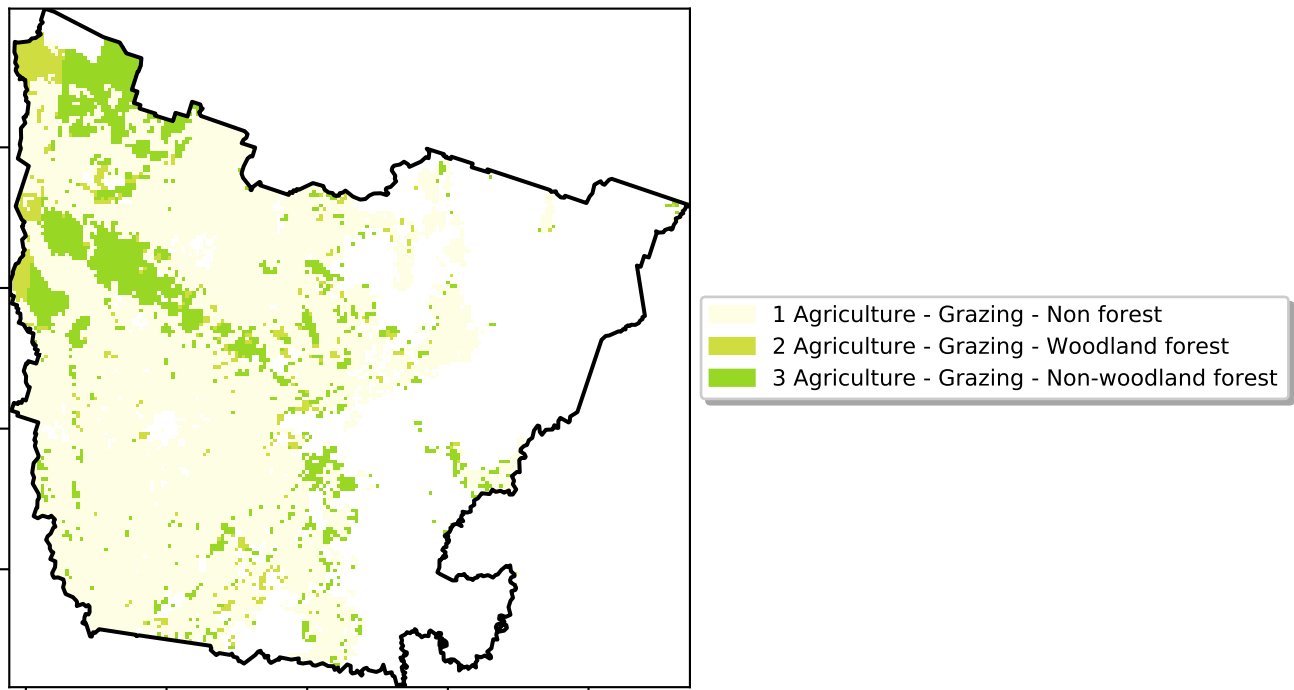 1 Agriculture - Grazing - Non forest
2 Agriculture - Grazing - Woodland forest
3 Agriculture - Grazing - Non-woodland forest